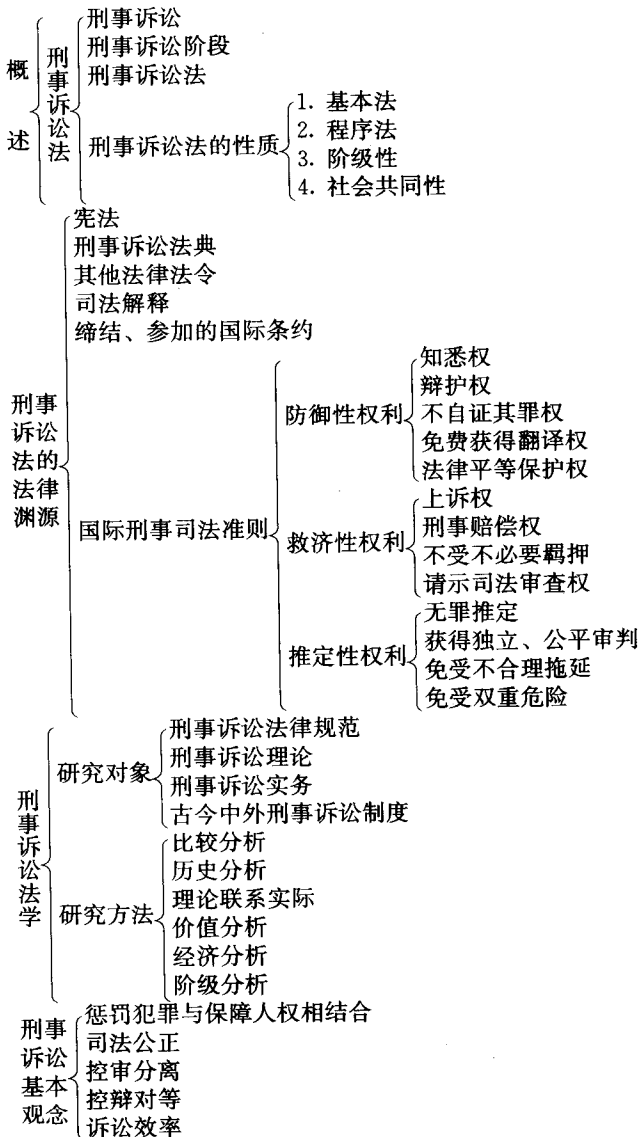 概述
刑事诉讼法
刑事诉讼
刑事诉讼阶段
刑事诉讼法
刑事诉讼法的性质
1. 基本法
2. 程序法
3. 阶级性
4. 社会共同性
刑事
诉讼
法的
法律
渊源
宪法
刑事诉讼法典
其他法律法令
司法解释
缔结、参加的国际条约
国际刑事司法准则
防御性权利
知悉权
辩护权
不自证其罪权
免费获得翻译权
法律平等保护权
救济性权利
上诉权
刑事赔偿权
不受不必要羁押
请示司法审查权
推定性权利
无罪推定
获得独立、公平审判
免受不合理拖延
免受双重危险
刑事诉讼法学
研究对象
刑事诉讼法律规范
刑事诉讼理论
刑事诉讼实务
古今中外刑事诉讼制度
研究方法
比较分析
历史分析
理论联系实际
价值分析
经济分析
阶级分析
刑事
诉讼
基本
观念
惩罚犯罪与保障人权相结合
司法公正
控审分离
控辩对等
诉讼效率